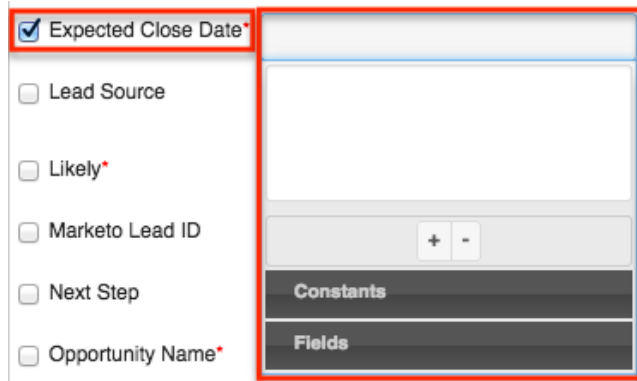 Expected Close Date*
Lead Source
Likely*
Marketo Lead ID
+ -
Next Step
Constants
Opportunity Name*
Fields